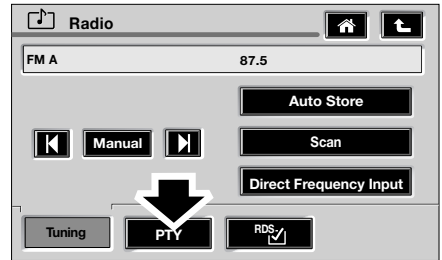 Radio
FM A 87.5
Auto Store
Manual Scan
Direct Frequency Input
Tuning PTY RDS